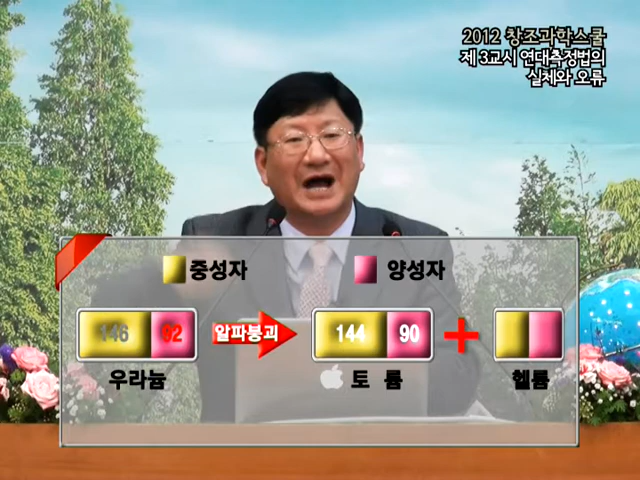 2012 창조과학스쿨
제 3교시 연대측정법의
실제와 오류
중성자 양성자
146 92 알파붕괴 144 90 +
우라늄 토 륨 헬륨